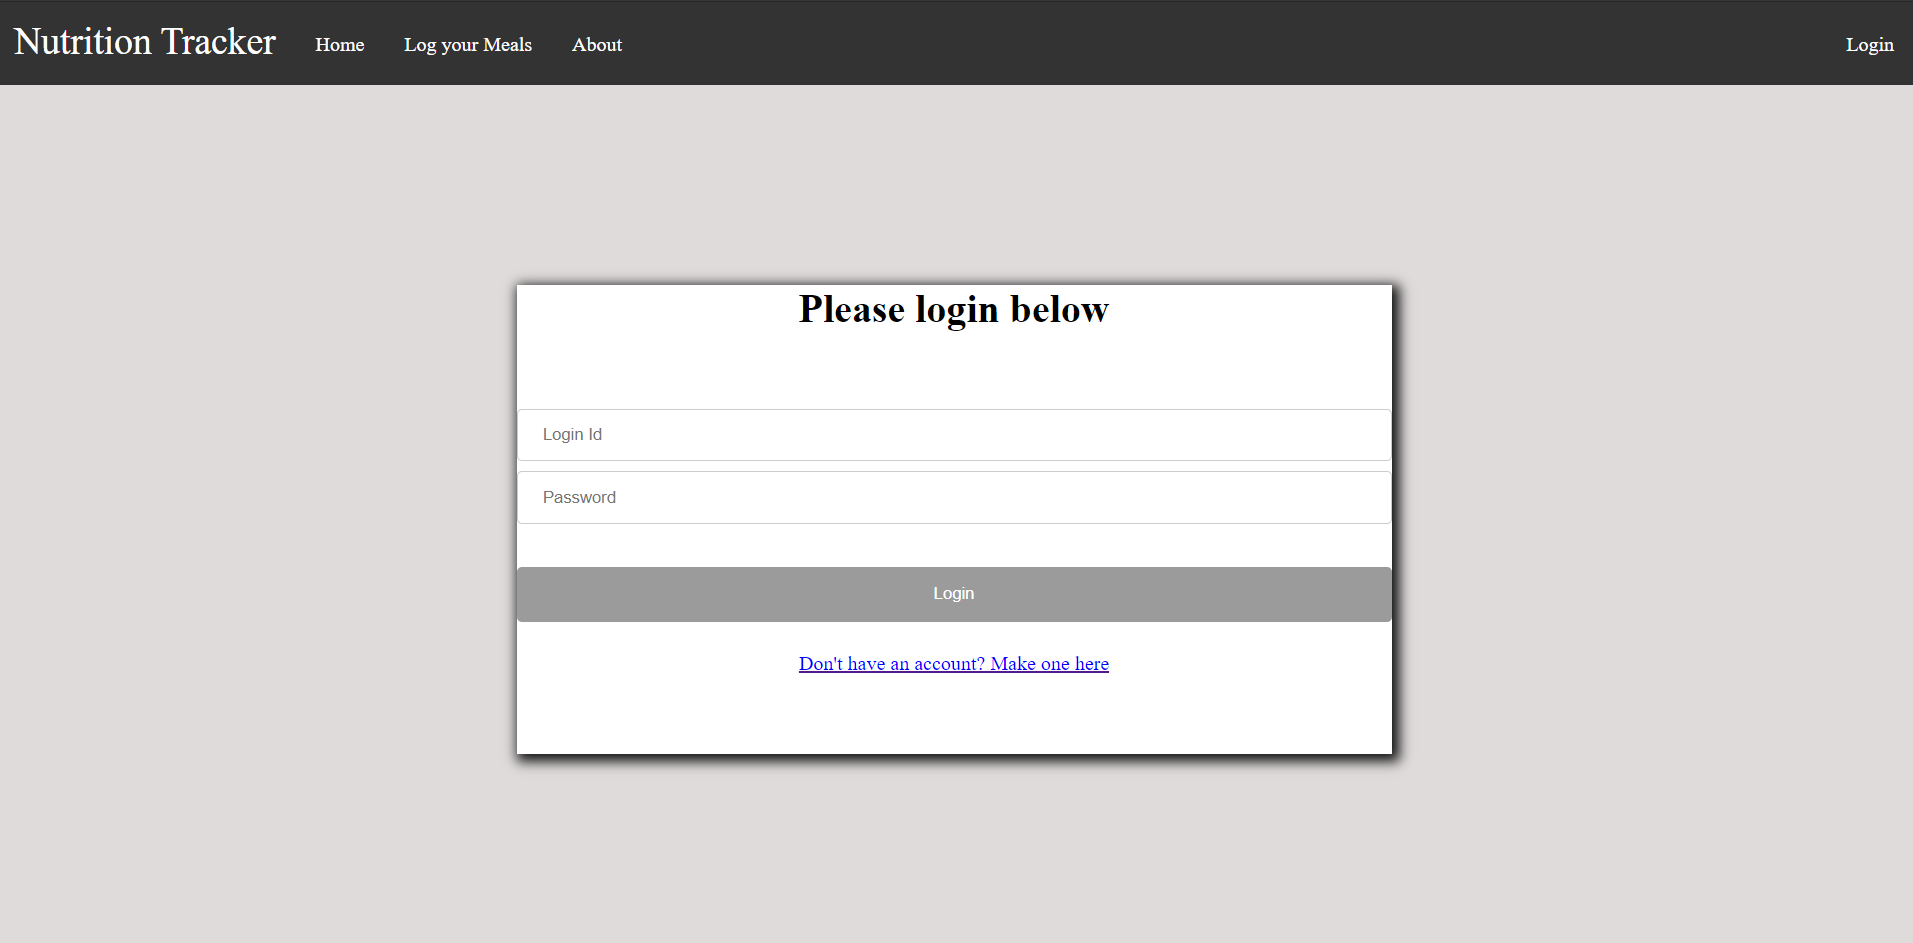 Nutrition Tracker Home Log your Meals About Login
Please login below
Login Id
Password
Login
Don't have an account? Make one here